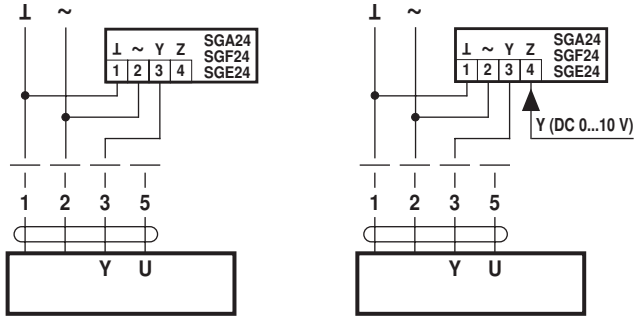 ⊥ ~
⊥ ~ Y Z
1 2 3 4
SGA24
SGF24
SGE24
1 2 3 5
Y U
⊥ ~
⊥ ~ Y Z
1 2 3 4
SGA24
SGF24
SGE24
Y (DC 0...10 V)
1 2 3 5
Y U